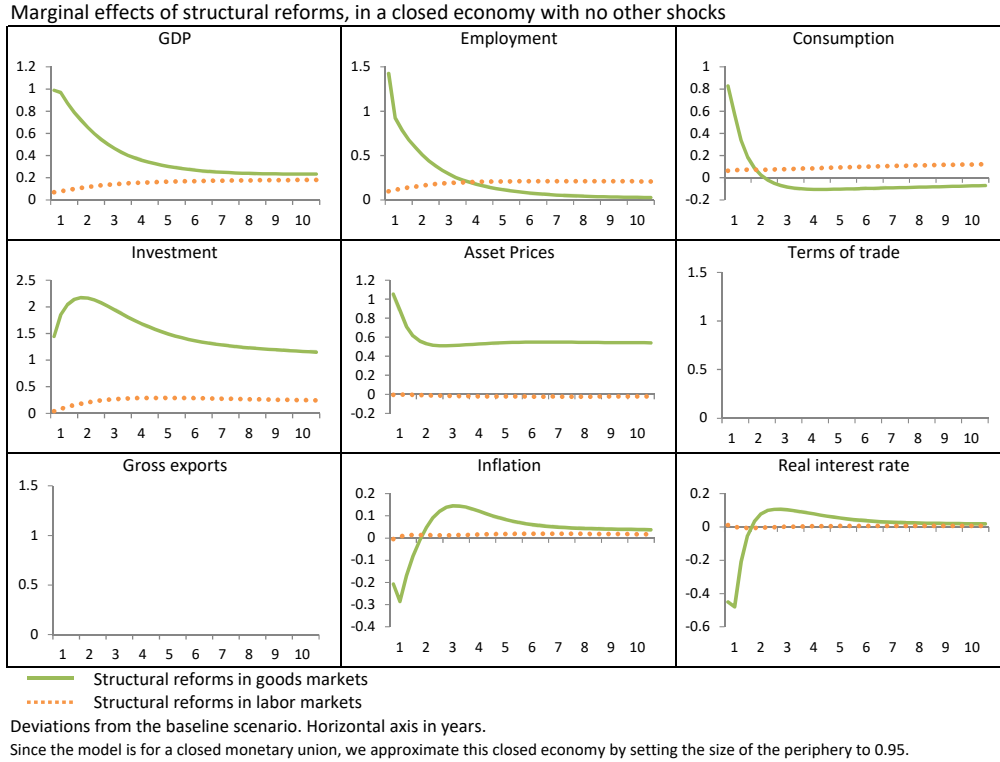 Marginal effects of structural reforms, in a closed economy with no other shocks
GDP
1.2
1
0.8
0.6
0.4
0.2
0
1 2 3 4 5 6 7 8 9 10
Employment
1.5
1
0.5
0
1 2 3 4 5 6 7 8 9 10
Consumption
1
0.8
0.6
0.4
0.2
0
-0.2
1 2 3 4 5 6 7 8 9 10
Investment
2.5
2
1.5
1
0.5
0
1 2 3 4 5 6 7 8 9 10
Asset Prices
1.2
1
0.8
0.6
0.4
0.2
0
-0.2
1 2 3 4 5 6 7 8 9 10
Terms of trade
1.5
1
0.5
0
1 2 3 4 5 6 7 8 9 10
Gross exports
1.5
1
0.5
0
1 2 3 4 5 6 7 8 9 10
Inflation
0.2
0.1
0
-0.1
-0.2
-0.3
-0.4
1 2 3 4 5 6 7 8 9 10
Real interest rate
0.2
0
-0.2
-0.4
-0.6
1 2 3 4 5 6 7 8 9 10
Structural reforms in goods markets
Structural reforms in labor markets
Deviations from the baseline scenario. Horizontal axis in years.
Since the model is for a closed monetary union, we approximate this closed economy by setting the size of the periphery to 0.95.